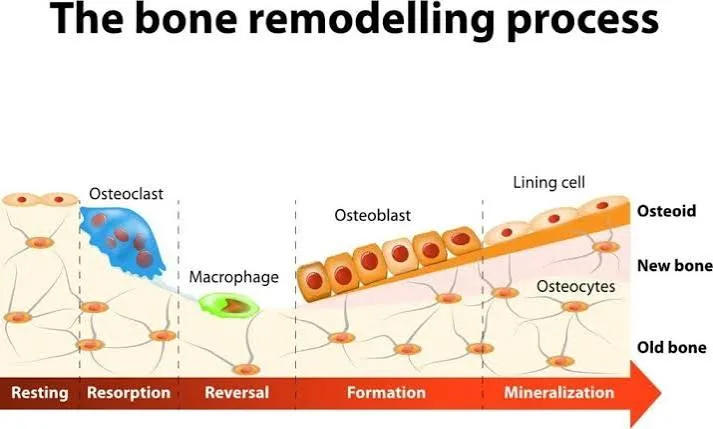 The bone remodelling process
Osteoclast
Macrophage
Osteoblast
Lining cell
Osteoid
New bone
Osteocytes
Old bone
Resting
Resorption
Reversal
Formation
Mineralization